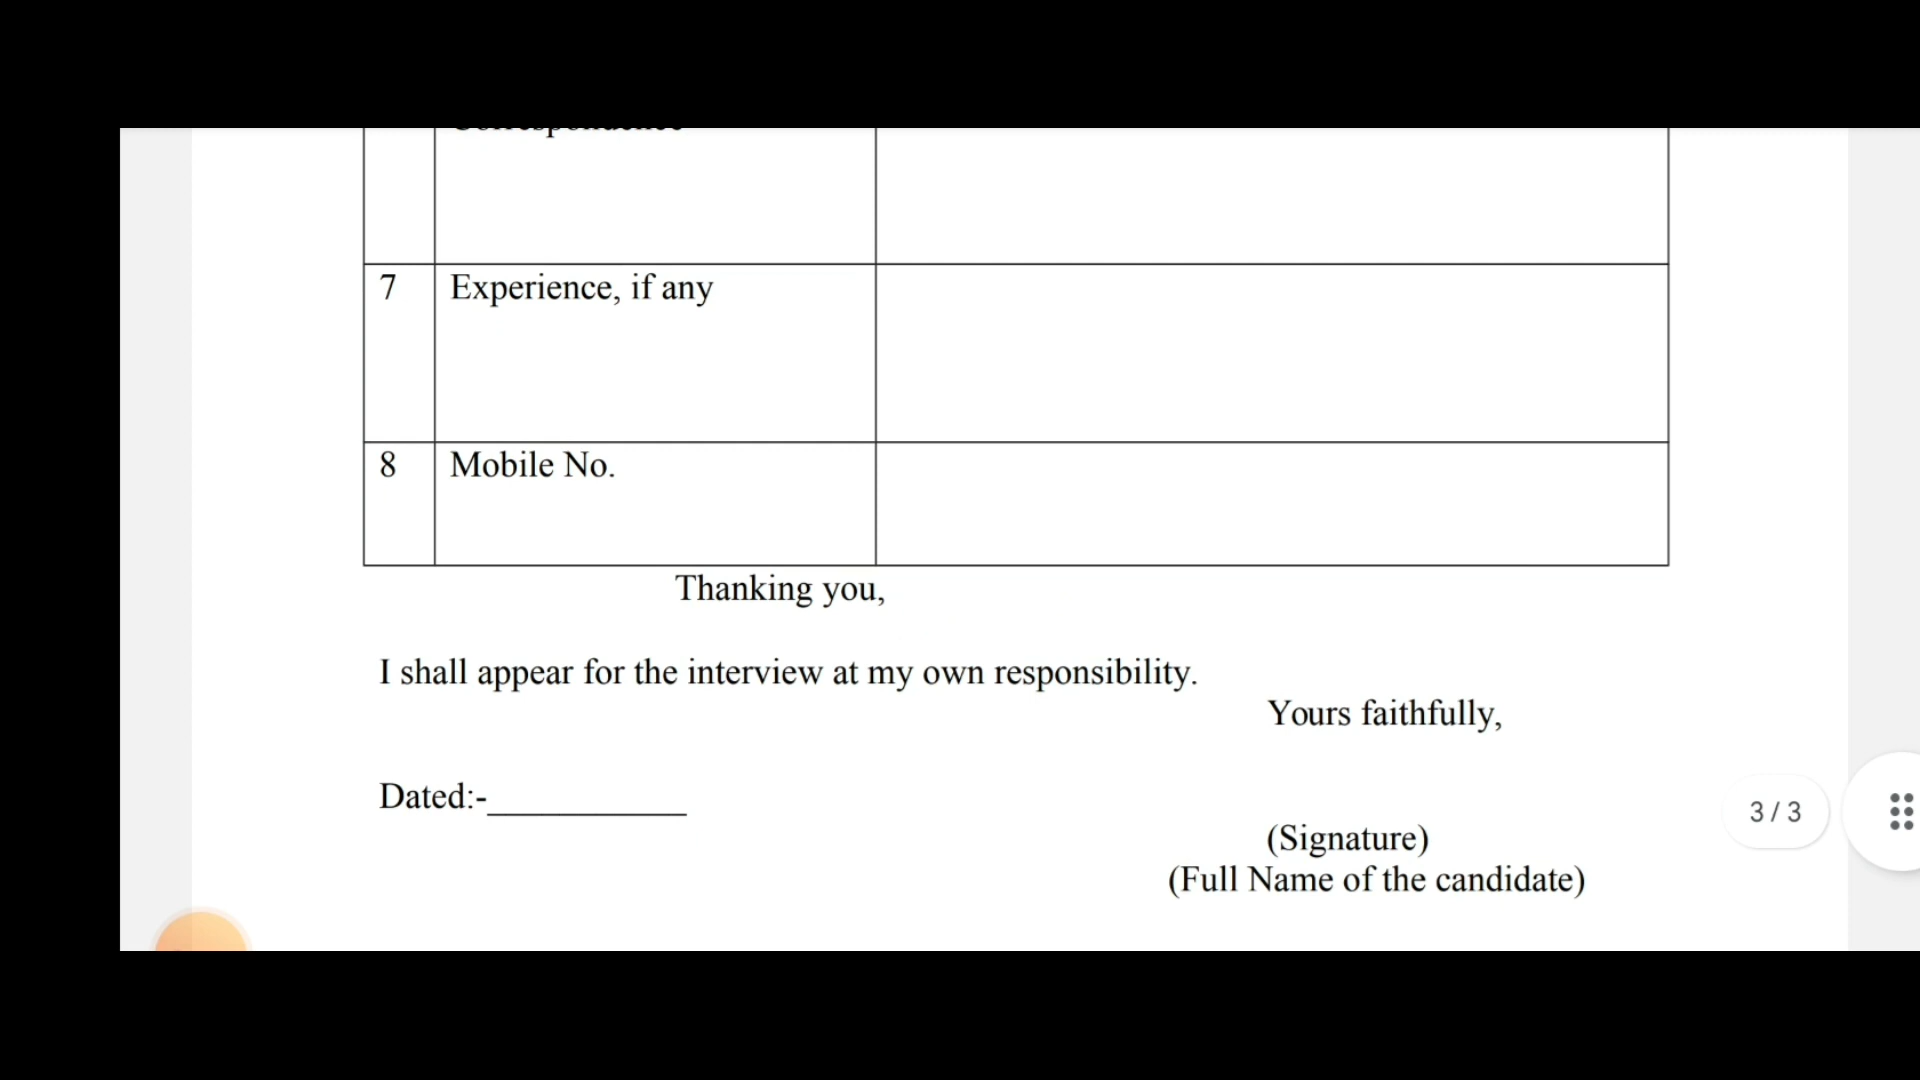 7 Experience, if any
8 Mobile No.
Thanking you,
I shall appear for the interview at my own responsibility.
Yours faithfully,
Dated:-___________
3 / 3
(Signature)
(Full Name of the candidate)